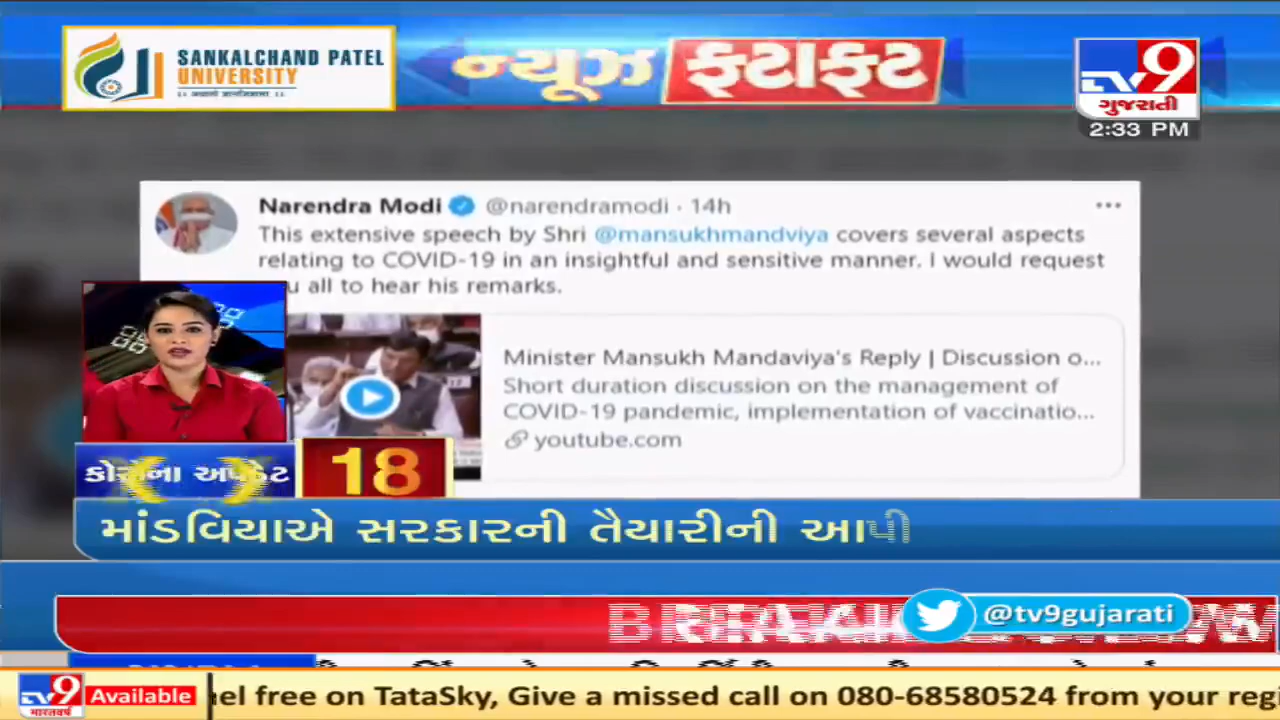 SANKALCHAND PATEL
UNIVERSITY
ન્યૂઝ ફટાફટ
TV9
ગુજરાતી
2:33 PM
Narendra Modi @narendramodi · 14h
This extensive speech by Shri @mansukhmandviya covers several aspects
relating to COVID-19 in an insightful and sensitive manner. I would request
u all to hear his remarks.
Minister Mansukh Mandaviya's Reply | Discussion o...
Short duration discussion on the management of
COVID-19 pandemic, implementation of vaccinatio...
youtube.com
કોરોના અપડેટ
18
માંડવિયાએ સરકારની તૈયારીની આપી
@tv9gujarati
TV9
भारतवर्ष
Available
el free on TataSky, Give a missed call on 080-68580524 from your regi